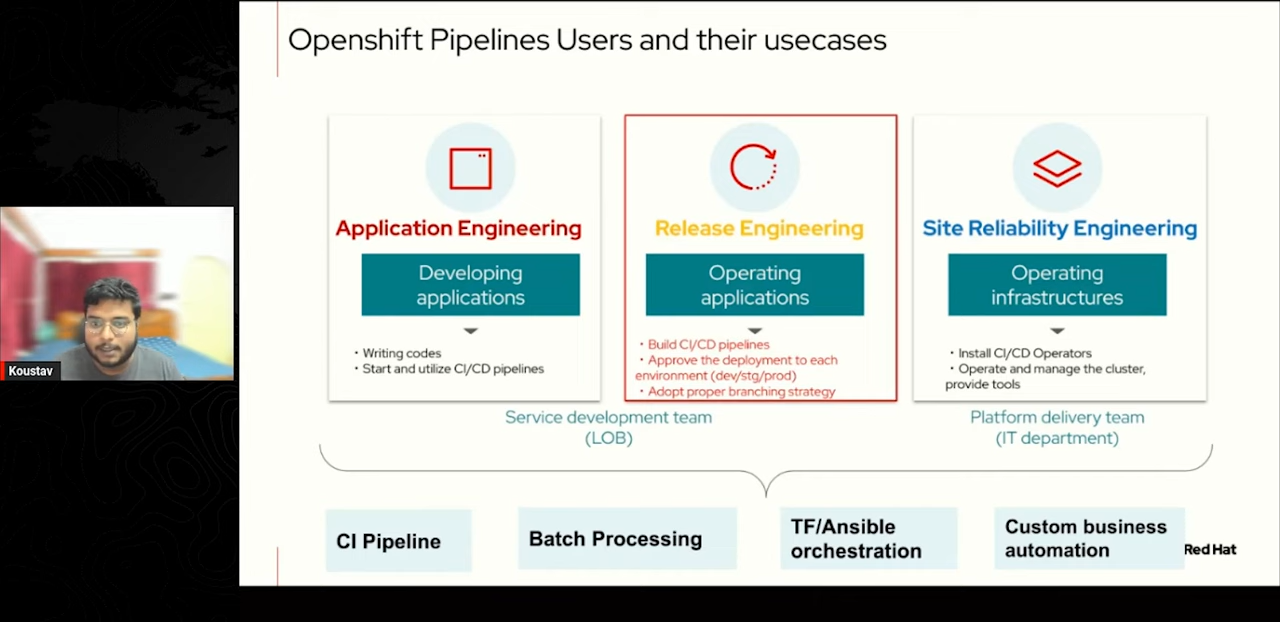 Openshift Pipelines Users and their usecases
Application Engineering
Developing
applications
・Writing codes
・Start and utilize CI/CD pipelines
Release Engineering
Operating
applications
・Build CI/CD pipelines
・Approve the deployment to each
environment (dev/stg/prod)
・Adopt proper branching strategy
Site Reliability Engineering
Operating
infrastructures
・Install CI/CD Operators
・Operate and manage the cluster,
provide tools
Service development team
(LOB)
Platform delivery team
(IT department)
CI Pipeline
Batch Processing
TF/Ansible
orchestration
Custom business
automation
Red Hat
Koustav